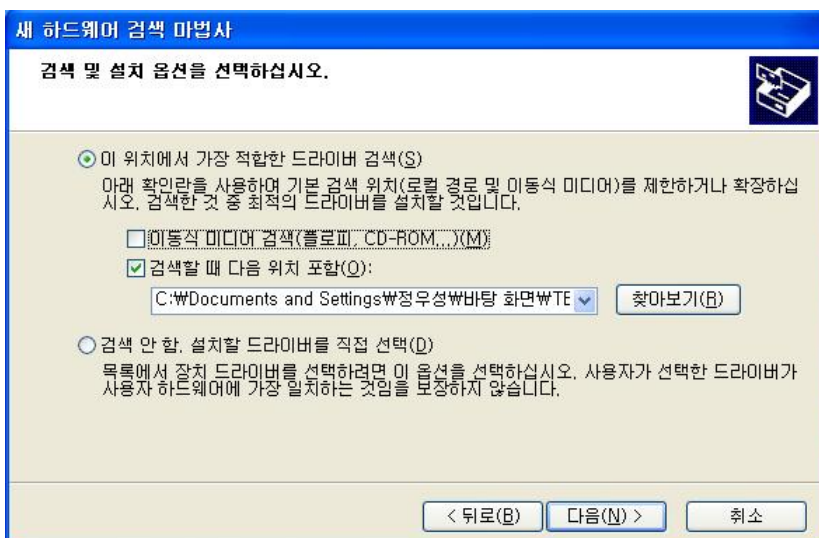 새 하드웨어 검색 마법사
검색 및 설치 옵션을 선택하십시오.
이 위치에서 가장 적합한 드라이버 검색(S)
아래 확인란을 사용하여 기본 검색 위치(로컬 경로 및 이동식 미디어)를 제한하거나 확장하십
시오. 검색한 것 중 최적의 드라이버를 설치할 것입니다.
이동식 미디어 검색(플로피, CD-ROM...)(M)
검색할 때 다음 위치 포함(O):
C:₩Documents and Settings₩정우성₩바탕 화면₩TE
찾아보기(R)
검색 안 함. 설치할 드라이버를 직접 선택(D)
목록에서 장치 드라이버를 선택하려면 이 옵션을 선택하십시오. 사용자가 선택한 드라이버가
사용자 하드웨어에 가장 일치하는 것임을 보장하지 않습니다.
< 뒤로(B) 다음(N) > 취소